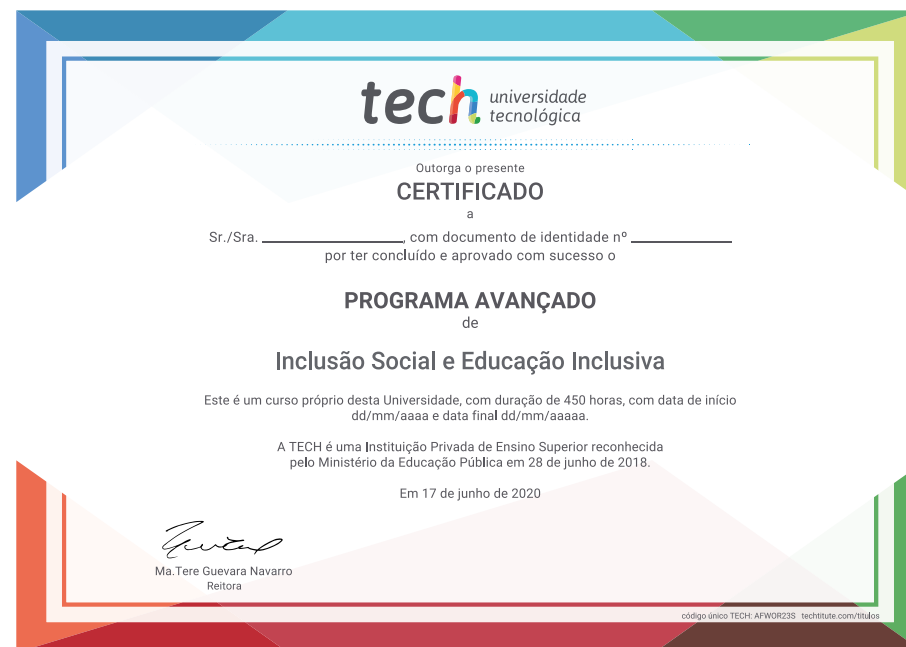 tech universidade
tecnológica
Outorga o presente
CERTIFICADO
a
Sr./Sra. ____________, com documento de identidade nº ____________
por ter concluído e aprovado com sucesso o
PROGRAMA AVANÇADO
de
Inclusão Social e Educação Inclusiva
Este é um curso próprio desta Universidade, com duração de 450 horas, com data de início
dd/mm/aaaa e data final dd/mm/aaaaa.
A TECH é uma Instituição Privada de Ensino Superior reconhecida
pelo Ministério da Educação Pública em 28 de junho de 2018.
Em 17 de junho de 2020
Ma.Tere Guevara Navarro
Reitora
código único TECH: AFWOR23S techtitute.com/titulos